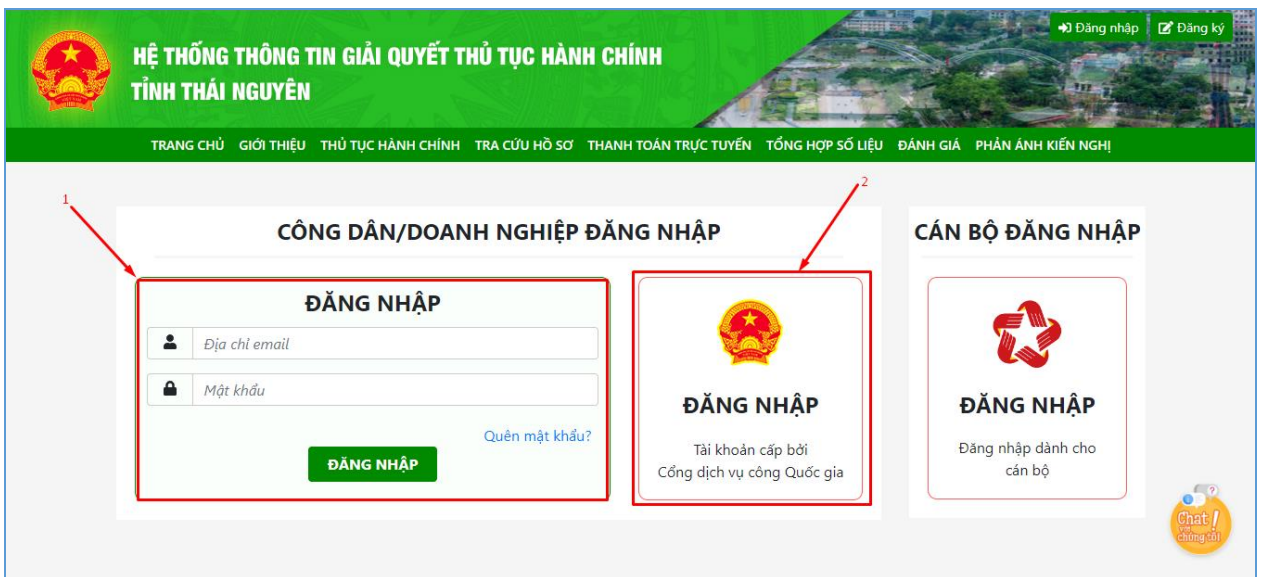 Đăng nhập Đăng ký
HỆ THỐNG THÔNG TIN GIẢI QUYẾT THỦ TỤC HÀNH CHÍNH
TỈNH THÁI NGUYÊN
TRANG CHỦ GIỚI THIỆU THỦ TỤC HÀNH CHÍNH TRA CỨU HỒ SƠ THANH TOÁN TRỰC TUYẾN TỔNG HỢP SỐ LIỆU ĐÁNH GIÁ PHẢN ÁNH KIẾN NGHỊ
1
2
CÔNG DÂN/DOANH NGHIỆP ĐĂNG NHẬP
ĐĂNG NHẬP
Địa chỉ email
Mật khẩu
Quên mật khẩu?
ĐĂNG NHẬP
ĐĂNG NHẬP
Tài khoản cấp bởi
Cổng dịch vụ công Quốc gia
CÁN BỘ ĐĂNG NHẬP
ĐĂNG NHẬP
Đăng nhập dành cho
cán bộ
?
Chat !
với
chúng tôi